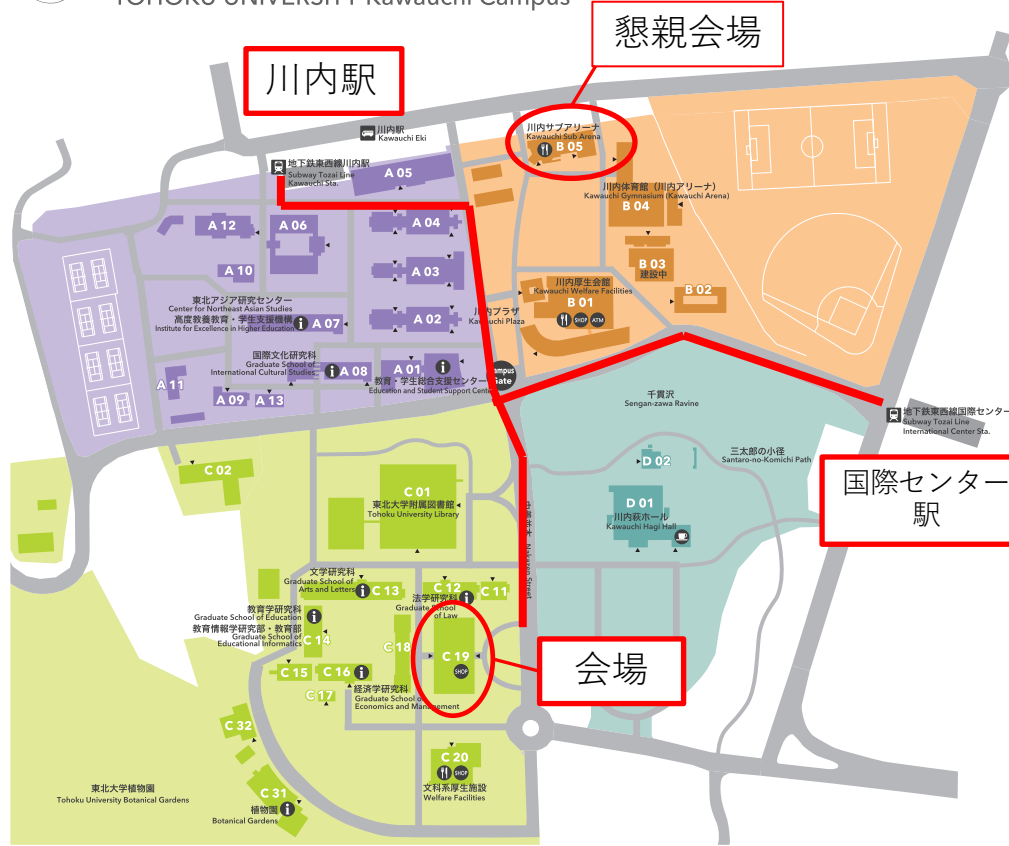 TOHOKU UNIVERSITY Kawauchi Campus
懇親会場
川内駅
川内駅
Kawauchi Eki
川内サブアリーナ
Kawauchi Sub Arena
B 05
地下鉄東西線川内駅
Subway Tozai Line
Kawauchi Sta.
A 05
川内体育館（川内アリーナ）
Kawauchi Gymnasium (Kawauchi Arena)
B 04
A 12
A 06
A 04
B 03
建設中
A 10
A 03
川内厚生会館
Kawauchi Welfare Facilities
B 01
SHOP
ATM
B 02
東北アジア研究センター
Center for Northeast Asian Studies
高度教養教育・学生支援機構
Institute for Excellence in Higher Education
A 07
A 02
川内プラザ
Kawauchi Plaza
国際文化研究科
Graduate School of
International Cultural Studies
A 08
A 01
教育・学生総合支援センター
Education and Student Support Center
Campus
Gate
A 11
A 09
A 13
千貫沢
Sengan-zawa Ravine
地下鉄東西線国際センター
Subway Tozai Line
International Center Sta.
C 02
D 02
三太郎の小径
Santaro-no-Komichi Path
国際センター
駅
C 01
東北大学附属図書館
Tohoku University Library
D 01
川内萩ホール
Kawauchi Hagi Hall
文学研究科
Graduate School of
Arts and Letters
C 13
C 12
C 11
法学研究科
Graduate School
of Law
教育学研究科
Graduate School of Education
教育情報学研究部・教育部
Graduate School of
Educational Informatics
C 14
C 18
C 19
SHOP
会場
C 15
C 16
C 17
経済学研究科
Graduate School of
Economics and Management
C 32
C 20
SHOP
文科系厚生施設
Welfare Facilities
東北大学植物園
Tohoku University Botanical Gardens
C 31
植物園
Botanical Gardens